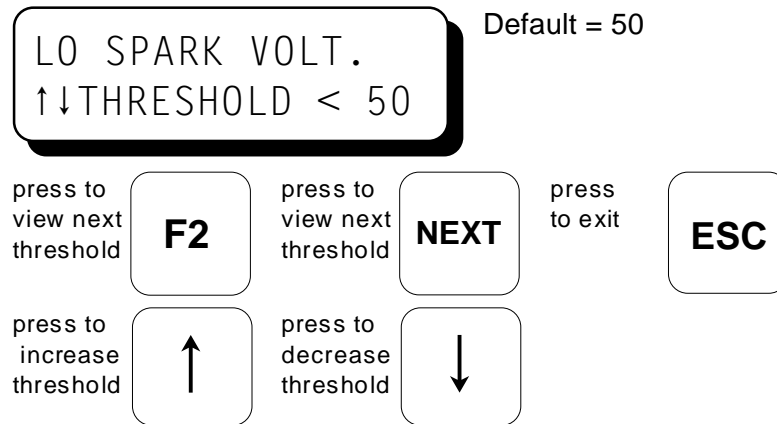 LO SPARK VOLT.
↑↓THRESHOLD < 50
Default = 50
press to
view next
threshold
F2
press to
view next
threshold
NEXT
press
to exit
ESC
press to
increase
threshold
↑
press to
decrease
threshold
↓